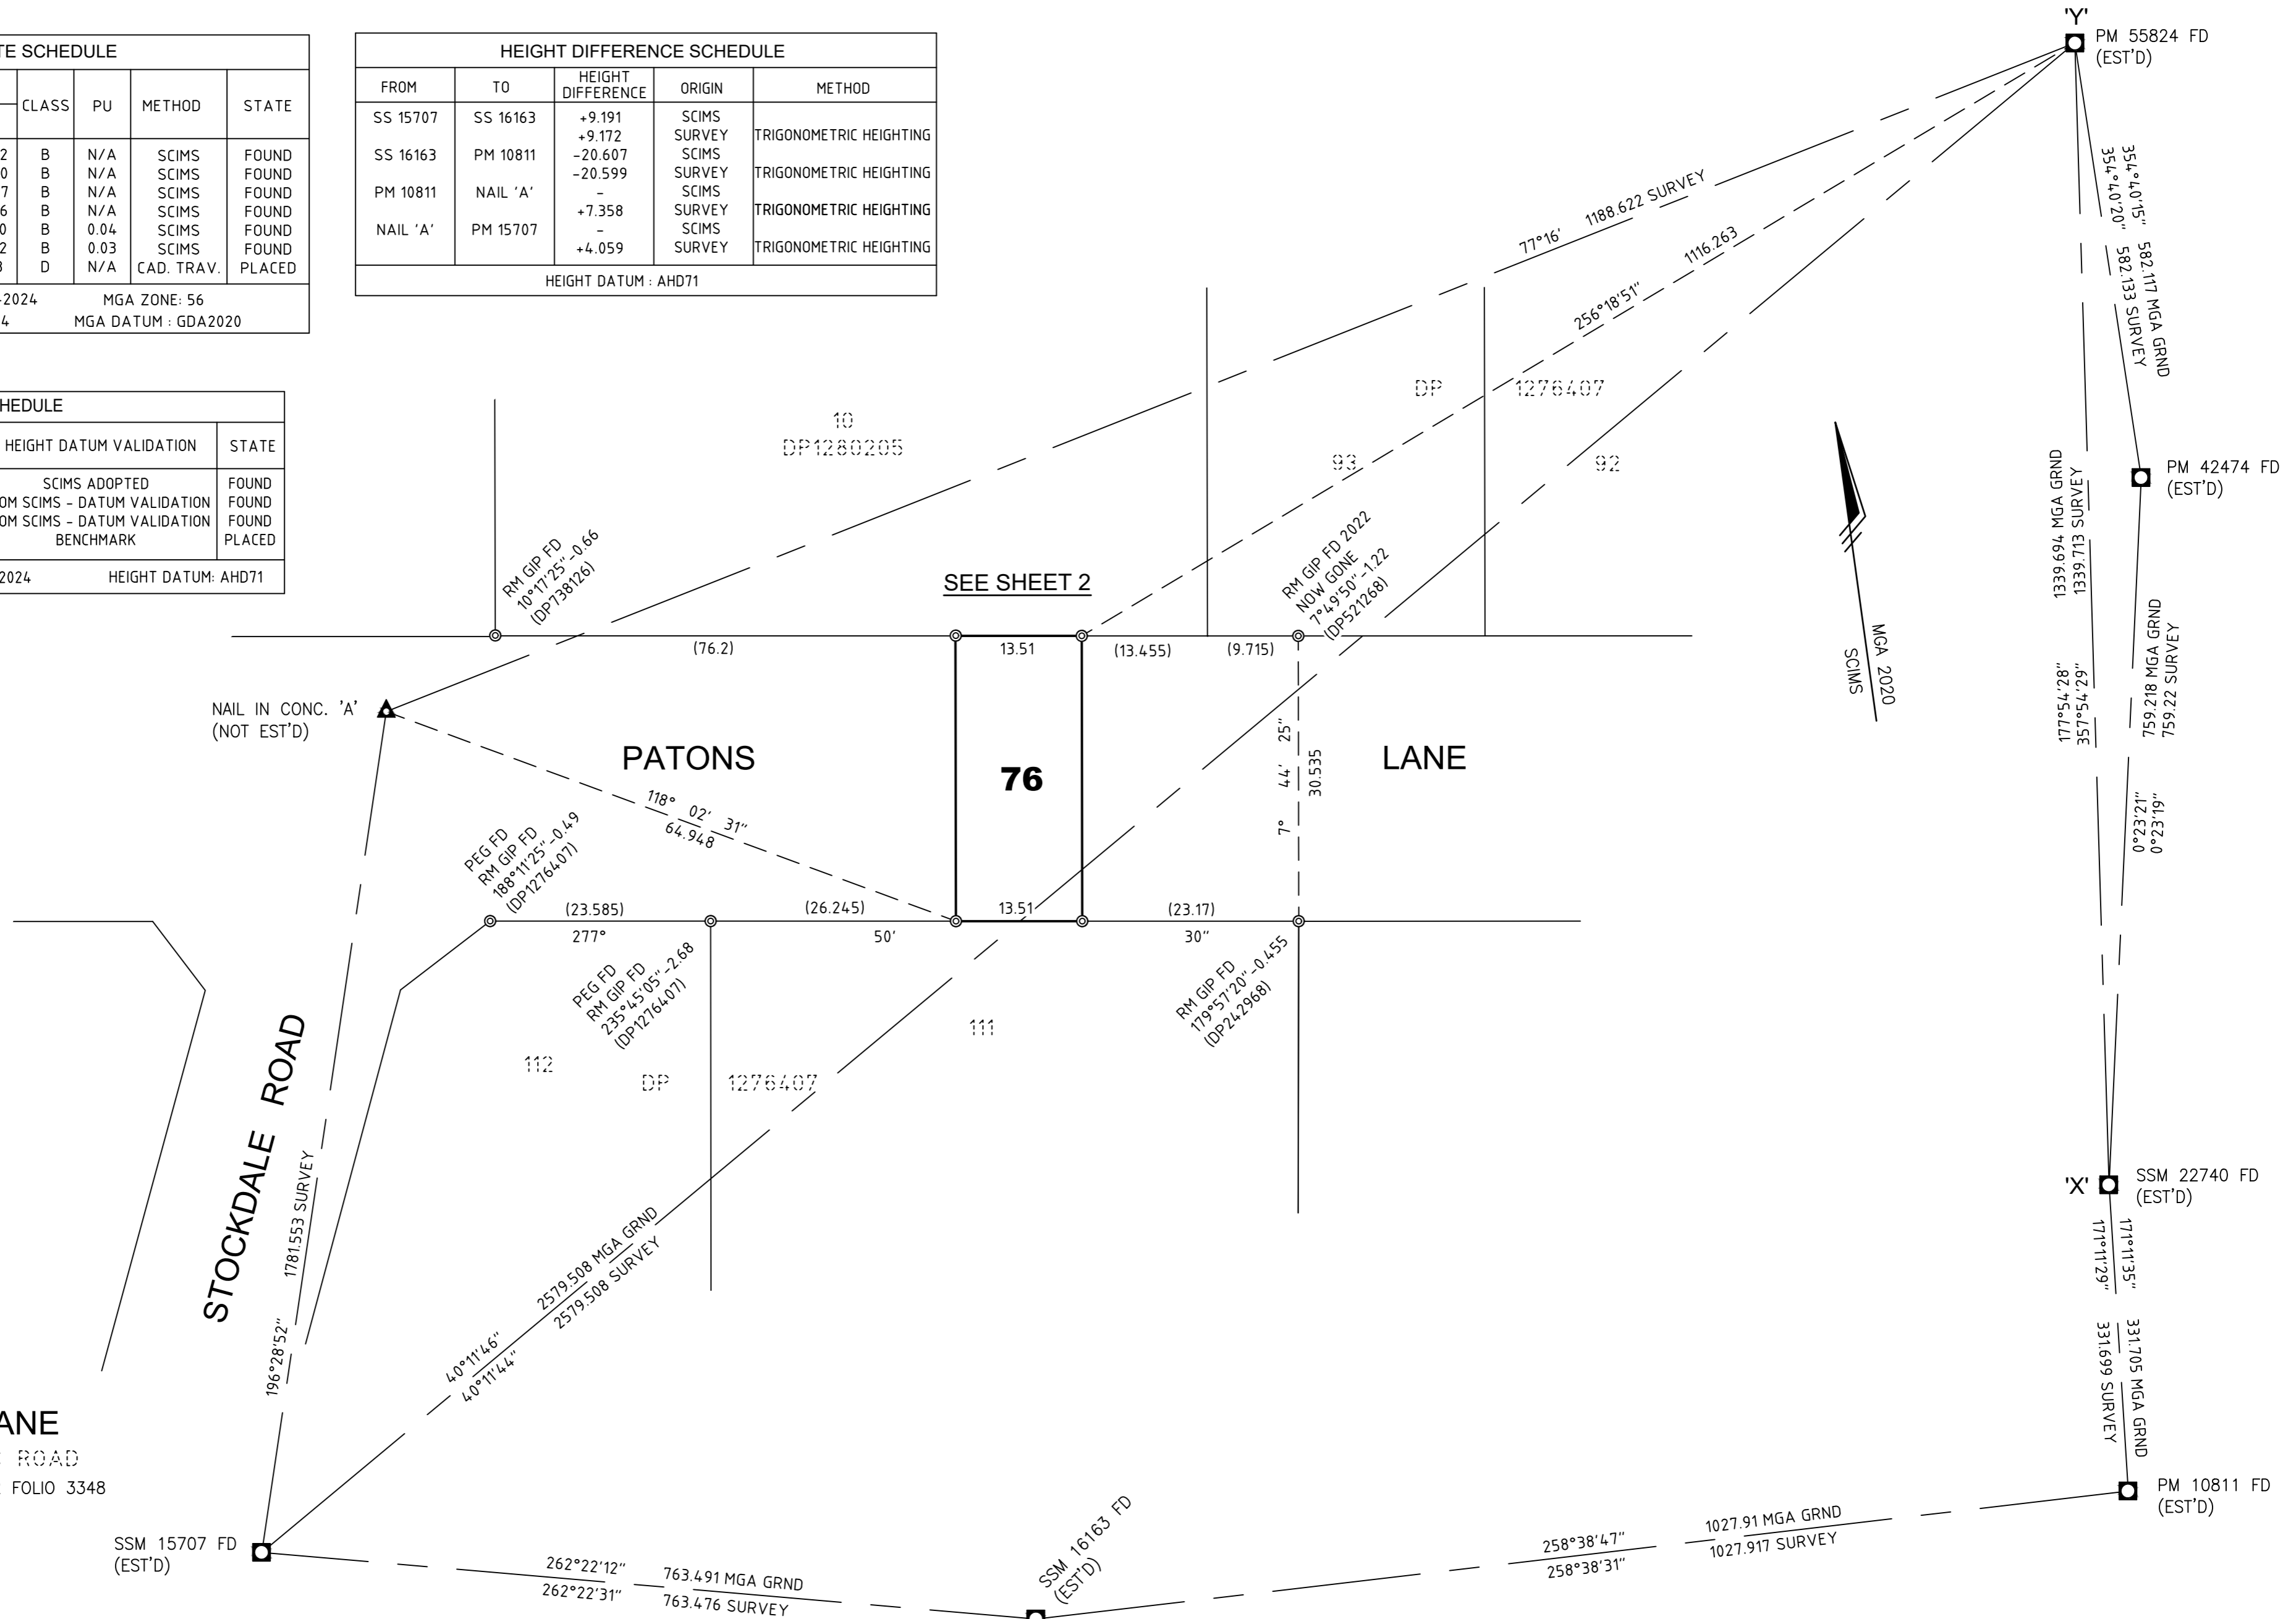 TE SCHEDULE
CLASS PU METHOD STATE
2 B N/A SCIMS FOUND
0 B N/A SCIMS FOUND
7 B N/A SCIMS FOUND
6 B N/A SCIMS FOUND
0 B 0.04 SCIMS FOUND
2 B 0.03 SCIMS FOUND
3 D N/A CAD. TRAV. PLACED
-2024 MGA ZONE: 56
4 MGA DATUM : GDA2020
HEIGHT DIFFERENCE SCHEDULE
FROM TO HEIGHT DIFFERENCE ORIGIN METHOD
SS 15707 SS 16163 +9.191 SCIMS
+9.172 SURVEY TRIGONOMETRIC HEIGHTING
SS 16163 PM 10811 -20.607 SCIMS
-20.599 SURVEY TRIGONOMETRIC HEIGHTING
PM 10811 NAIL 'A' - SCIMS
+7.358 SURVEY TRIGONOMETRIC HEIGHTING
NAIL 'A' PM 15707 - SCIMS
+4.059 SURVEY TRIGONOMETRIC HEIGHTING
HEIGHT DATUM : AHD71
HEDULE
HEIGHT DATUM VALIDATION STATE
SCIMS ADOPTED FOUND
OM SCIMS - DATUM VALIDATION FOUND
OM SCIMS - DATUM VALIDATION FOUND
BENCHMARK PLACED
2024 HEIGHT DATUM: AHD71
'Y'
PM 55824 FD
(EST'D)
77°16' 1188.622 SURVEY
256°18'51" 1116.263
354°40'15" 582.117 MGA GRND
354°40'20" 582.133 SURVEY
10
DP1280205
DP 1276407
93
92
PM 42474 FD
(EST'D)
1339.694 MGA GRND
1339.713 SURVEY
177°54'28"
357°54'29"
759.218 MGA GRND
759.22 SURVEY
0°23'21"
0°23'19"
MGA 2020
SCIMS
RM GIP FD
10°17'25"-0.66
(DP738126)
SEE SHEET 2
RM GIP FD 2022
NOW GONE
7°49'50"-1.22
(DP521268)
(76.2)
13.51
(13.455)
(9.715)
NAIL IN CONC. 'A'
(NOT EST'D)
PATONS
76
LANE
7° 44' 25"
30.535
118° 02' 31"
64.948
PEG FD
RM GIP FD
188°11'25"-0.49
(DP1276407)
(23.585)
(26.245)
13.51
(23.17)
277°
50'
30"
PEG FD
RM GIP FD
235°45'05"-2.68
(DP1276407)
RM GIP FD
179°57'20"-0.455
(DP242968)
111
112
DP 1276407
STOCKDALE ROAD
1781.553 SURVEY
196°28'52"
2579.508 MGA GRND
2579.508 SURVEY
40°11'46"
40°11'44"
'X'
SSM 22740 FD
(EST'D)
171°11'35" 331.705 MGA GRND
171°11'29" 331.699 SURVEY
ANE
ROAD
FOLIO 3348
PM 10811 FD
(EST'D)
SSM 15707 FD
(EST'D)
262°22'12" 763.491 MGA GRND
262°22'31" 763.476 SURVEY
SSM 16163 FD
(EST'D)
258°38'47" 1027.91 MGA GRND
258°38'31" 1027.917 SURVEY